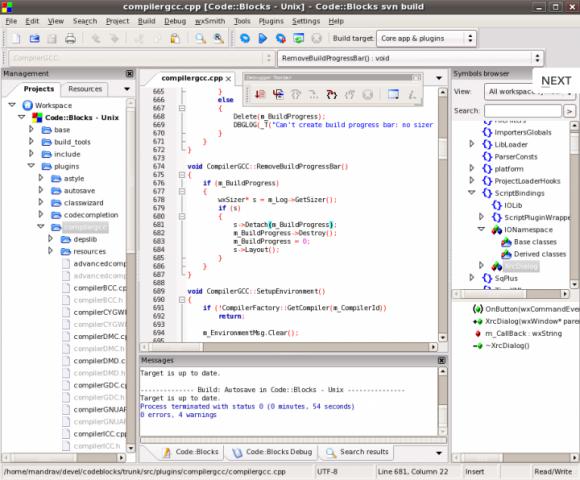 compilergcc.cpp [Code::Blocks - Unix] - Code::Blocks svn build
File Edit View Search Project Build Debug wxSmith Tools Plugins Settings Help
Build target: Core app & plugins
CompilerGCC RemoveBuildProgressBar() : void
Management
Projects Resources
Workspace
Code::Blocks - Unix
base
build_tools
include
plugins
astyle
autosave
classwizard
codecompletion
compilergcc
depslib
resources
advancedcomp
advancedcomp
compilerBCC.cp
compilerBCC.h
compilerCYGWI
compilerCYGWI
compilerDMC.cp
compilerDMC.h
compilerDMD.cp
compilerDMD.h
compilerGDC.cp
compilerGDC.h
compilerGNUAR
compilerGNUAR
compilerICC.cp
compilerICC.h
compilergcc.cpp
665 }
666 else
667 {
668 Delete(m_BuildProgress);
669 DBGLOG(_T("Can't create build progress bar: no sizer
670 }
671 }
672 }
673
674 void CompilerGCC::RemoveBuildProgressBar()
675 {
676 if (m_BuildProgress)
677 {
678 wxSizer* s = m_Log->GetSizer();
679 if (s)
680 {
681 s->Detach(m_BuildProgress);
682 m_BuildProgress->Destroy();
683 m_BuildProgress = 0;
684 s->Layout();
685 }
686 }
687 }
688
689 void CompilerGCC::SetupEnvironment()
690 {
691 if (!CompilerFactory::GetCompiler(m_CompilerId))
692 return;
693
694 m_EnvironmentMsg.Clear();
695
Debugger Toolbar
Messages
Target is up to date.
------------- Build: Autosave in Code::Blocks - Unix ---------------
Target is up to date.
Process terminated with status 0 (0 minutes, 54 seconds)
0 errors, 4 warnings
Code::Blocks Code::Blocks Debug Search results
Symbols browser
NEXT
View: All workspace
Search: >
ImportersGlobals
LibLoader
ParserConsts
platform
ProjectLoaderHooks
ScriptBindings
IOLib
ScriptPluginWrappe
IONamespace
Base classes
Derived classes
XrcDialog
SqPlus
OnButton(wxCommandEve
XrcDialog(wxWindow* pare
m_CallBack : wxString
~XrcDialog()
/home/mandrav/devel/codeblocks/trunk/src/plugins/compilergcc/compilergcc.cpp UTF-8 Line 681, Column 22 Insert Read/Write